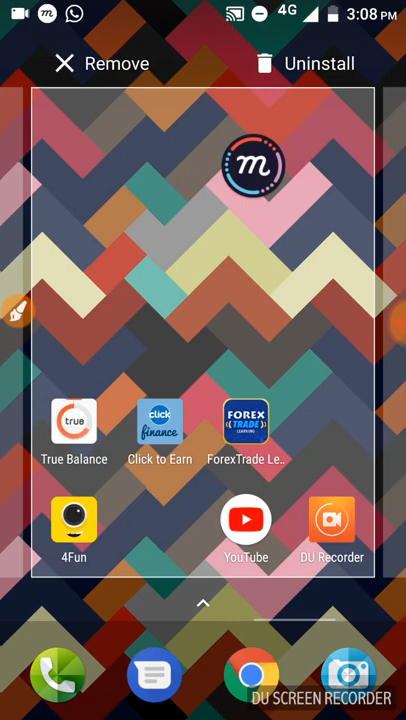 4G 3:08 PM
Remove Uninstall
m
true
click
finance
FOREX
TRADE
LEARNING
True Balance Click to Earn ForexTrade Le..
4Fun YouTube DU Recorder
DU SCREEN RECORDER